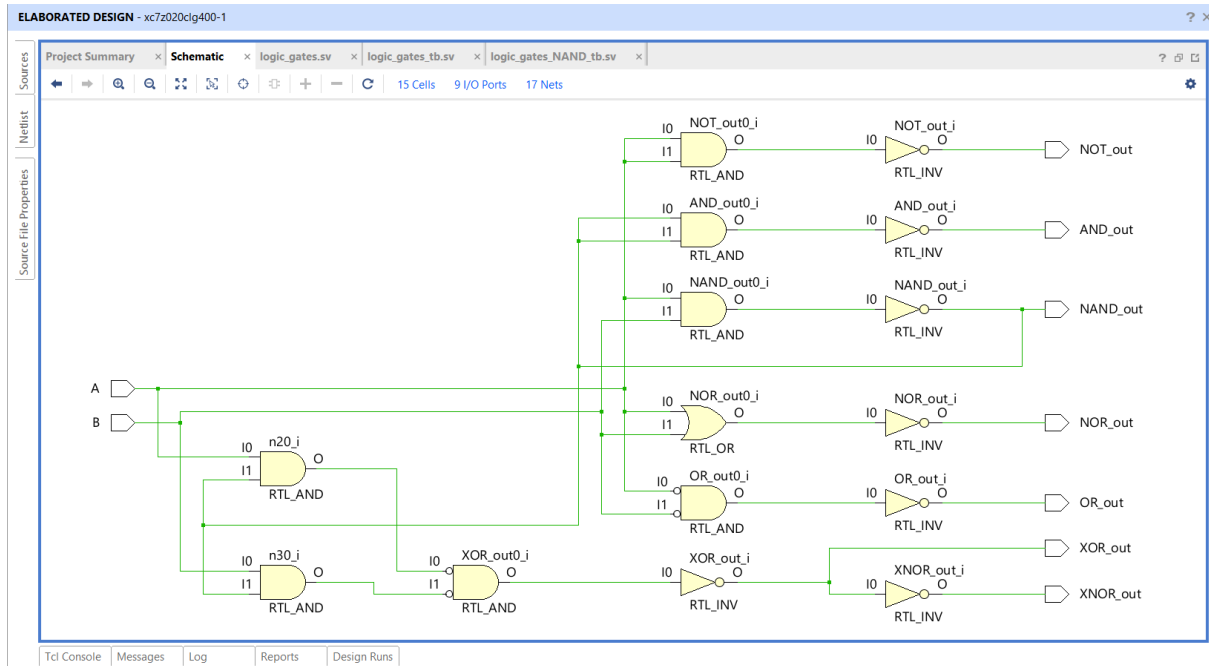 ELABORATED DESIGN - xc7z020clg400-1
? ×
Sources
Netlist
Source File Properties
Project Summary × Schematic × logic_gates.sv × logic_gates_tb.sv × logic_gates_NAND_tb.sv ×
?
15 Cells 9 I/O Ports 17 Nets
NOT_out0_i
I0
I1
O
RTL_AND
NOT_out_i
I0
O
RTL_INV
NOT_out
AND_out0_i
I0
I1
O
RTL_AND
AND_out_i
I0
O
RTL_INV
AND_out
NAND_out0_i
I0
I1
O
RTL_AND
NAND_out_i
I0
O
RTL_INV
NAND_out
A
B
NOR_out0_i
I0
I1
O
RTL_OR
NOR_out_i
I0
O
RTL_INV
NOR_out
n20_i
I0
I1
O
RTL_AND
OR_out0_i
I0
I1
O
RTL_AND
OR_out_i
I0
O
RTL_INV
OR_out
n30_i
I0
I1
O
RTL_AND
XOR_out0_i
I0
I1
O
RTL_AND
XOR_out_i
I0
O
RTL_INV
XOR_out
XNOR_out_i
I0
O
RTL_INV
XNOR_out
Tcl Console Messages Log Reports Design Runs